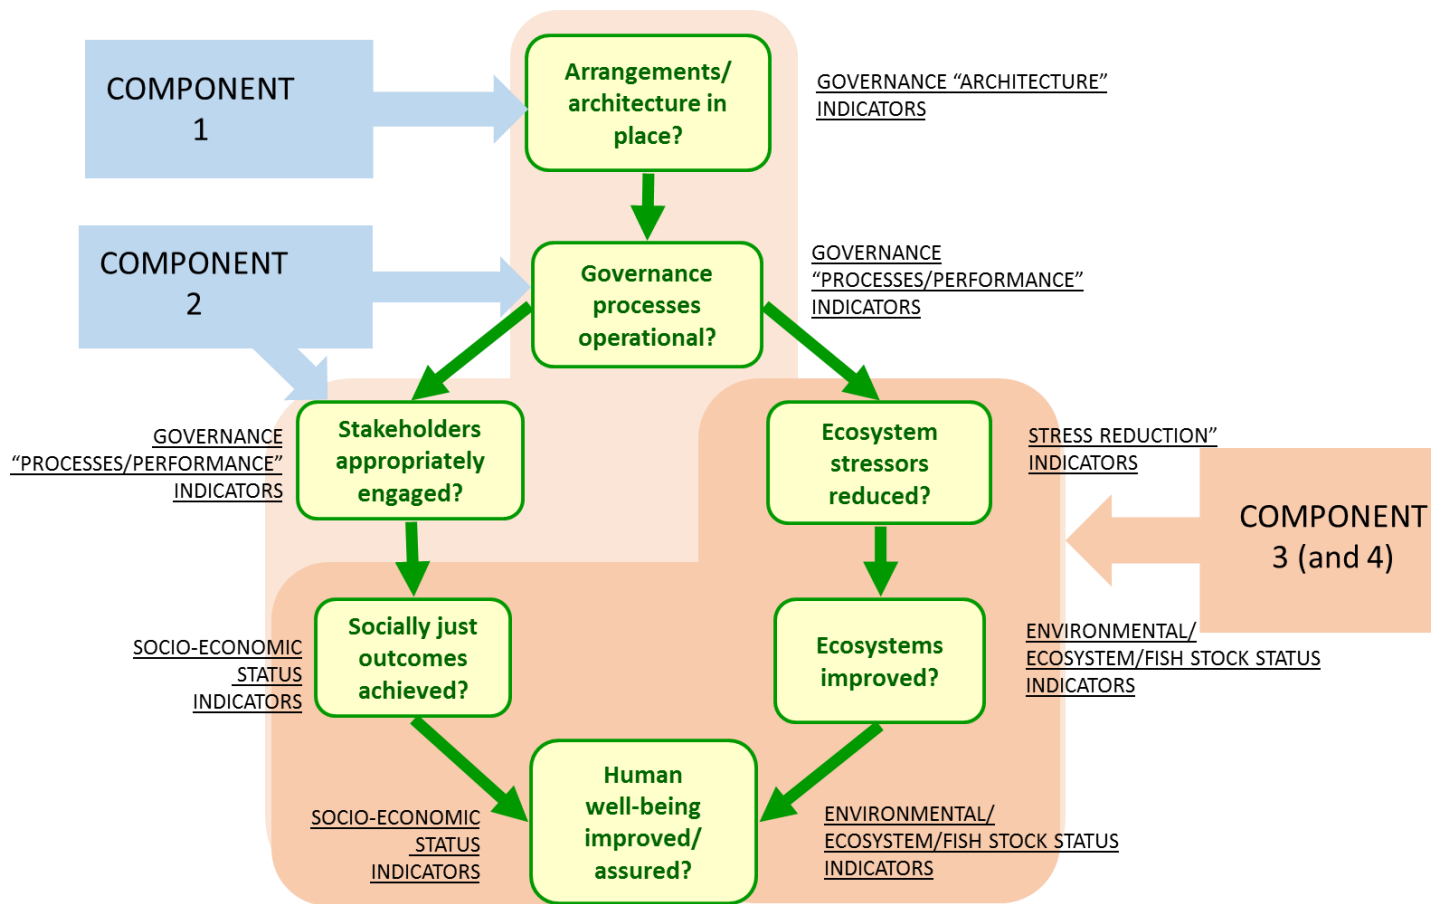 COMPONENT
1
Arrangements/
architecture in
place?
GOVERNANCE “ARCHITECTURE”
INDICATORS
COMPONENT
2
Governance
processes
operational?
GOVERNANCE
“PROCESSES/PERFORMANCE”
INDICATORS
GOVERNANCE
“PROCESSES/PERFORMANCE”
INDICATORS
Stakeholders
appropriately
engaged?
Ecosystem
stressors
reduced?
STRESS REDUCTION”
INDICATORS
COMPONENT
3 (and 4)
SOCIO-ECONOMIC
STATUS
INDICATORS
Socially just
outcomes
achieved?
Ecosystems
improved?
ENVIRONMENTAL/
ECOSYSTEM/FISH STOCK STATUS
INDICATORS
SOCIO-ECONOMIC
STATUS
INDICATORS
Human
well-being
improved/
assured?
ENVIRONMENTAL/
ECOSYSTEM/FISH STOCK STATUS
INDICATORS